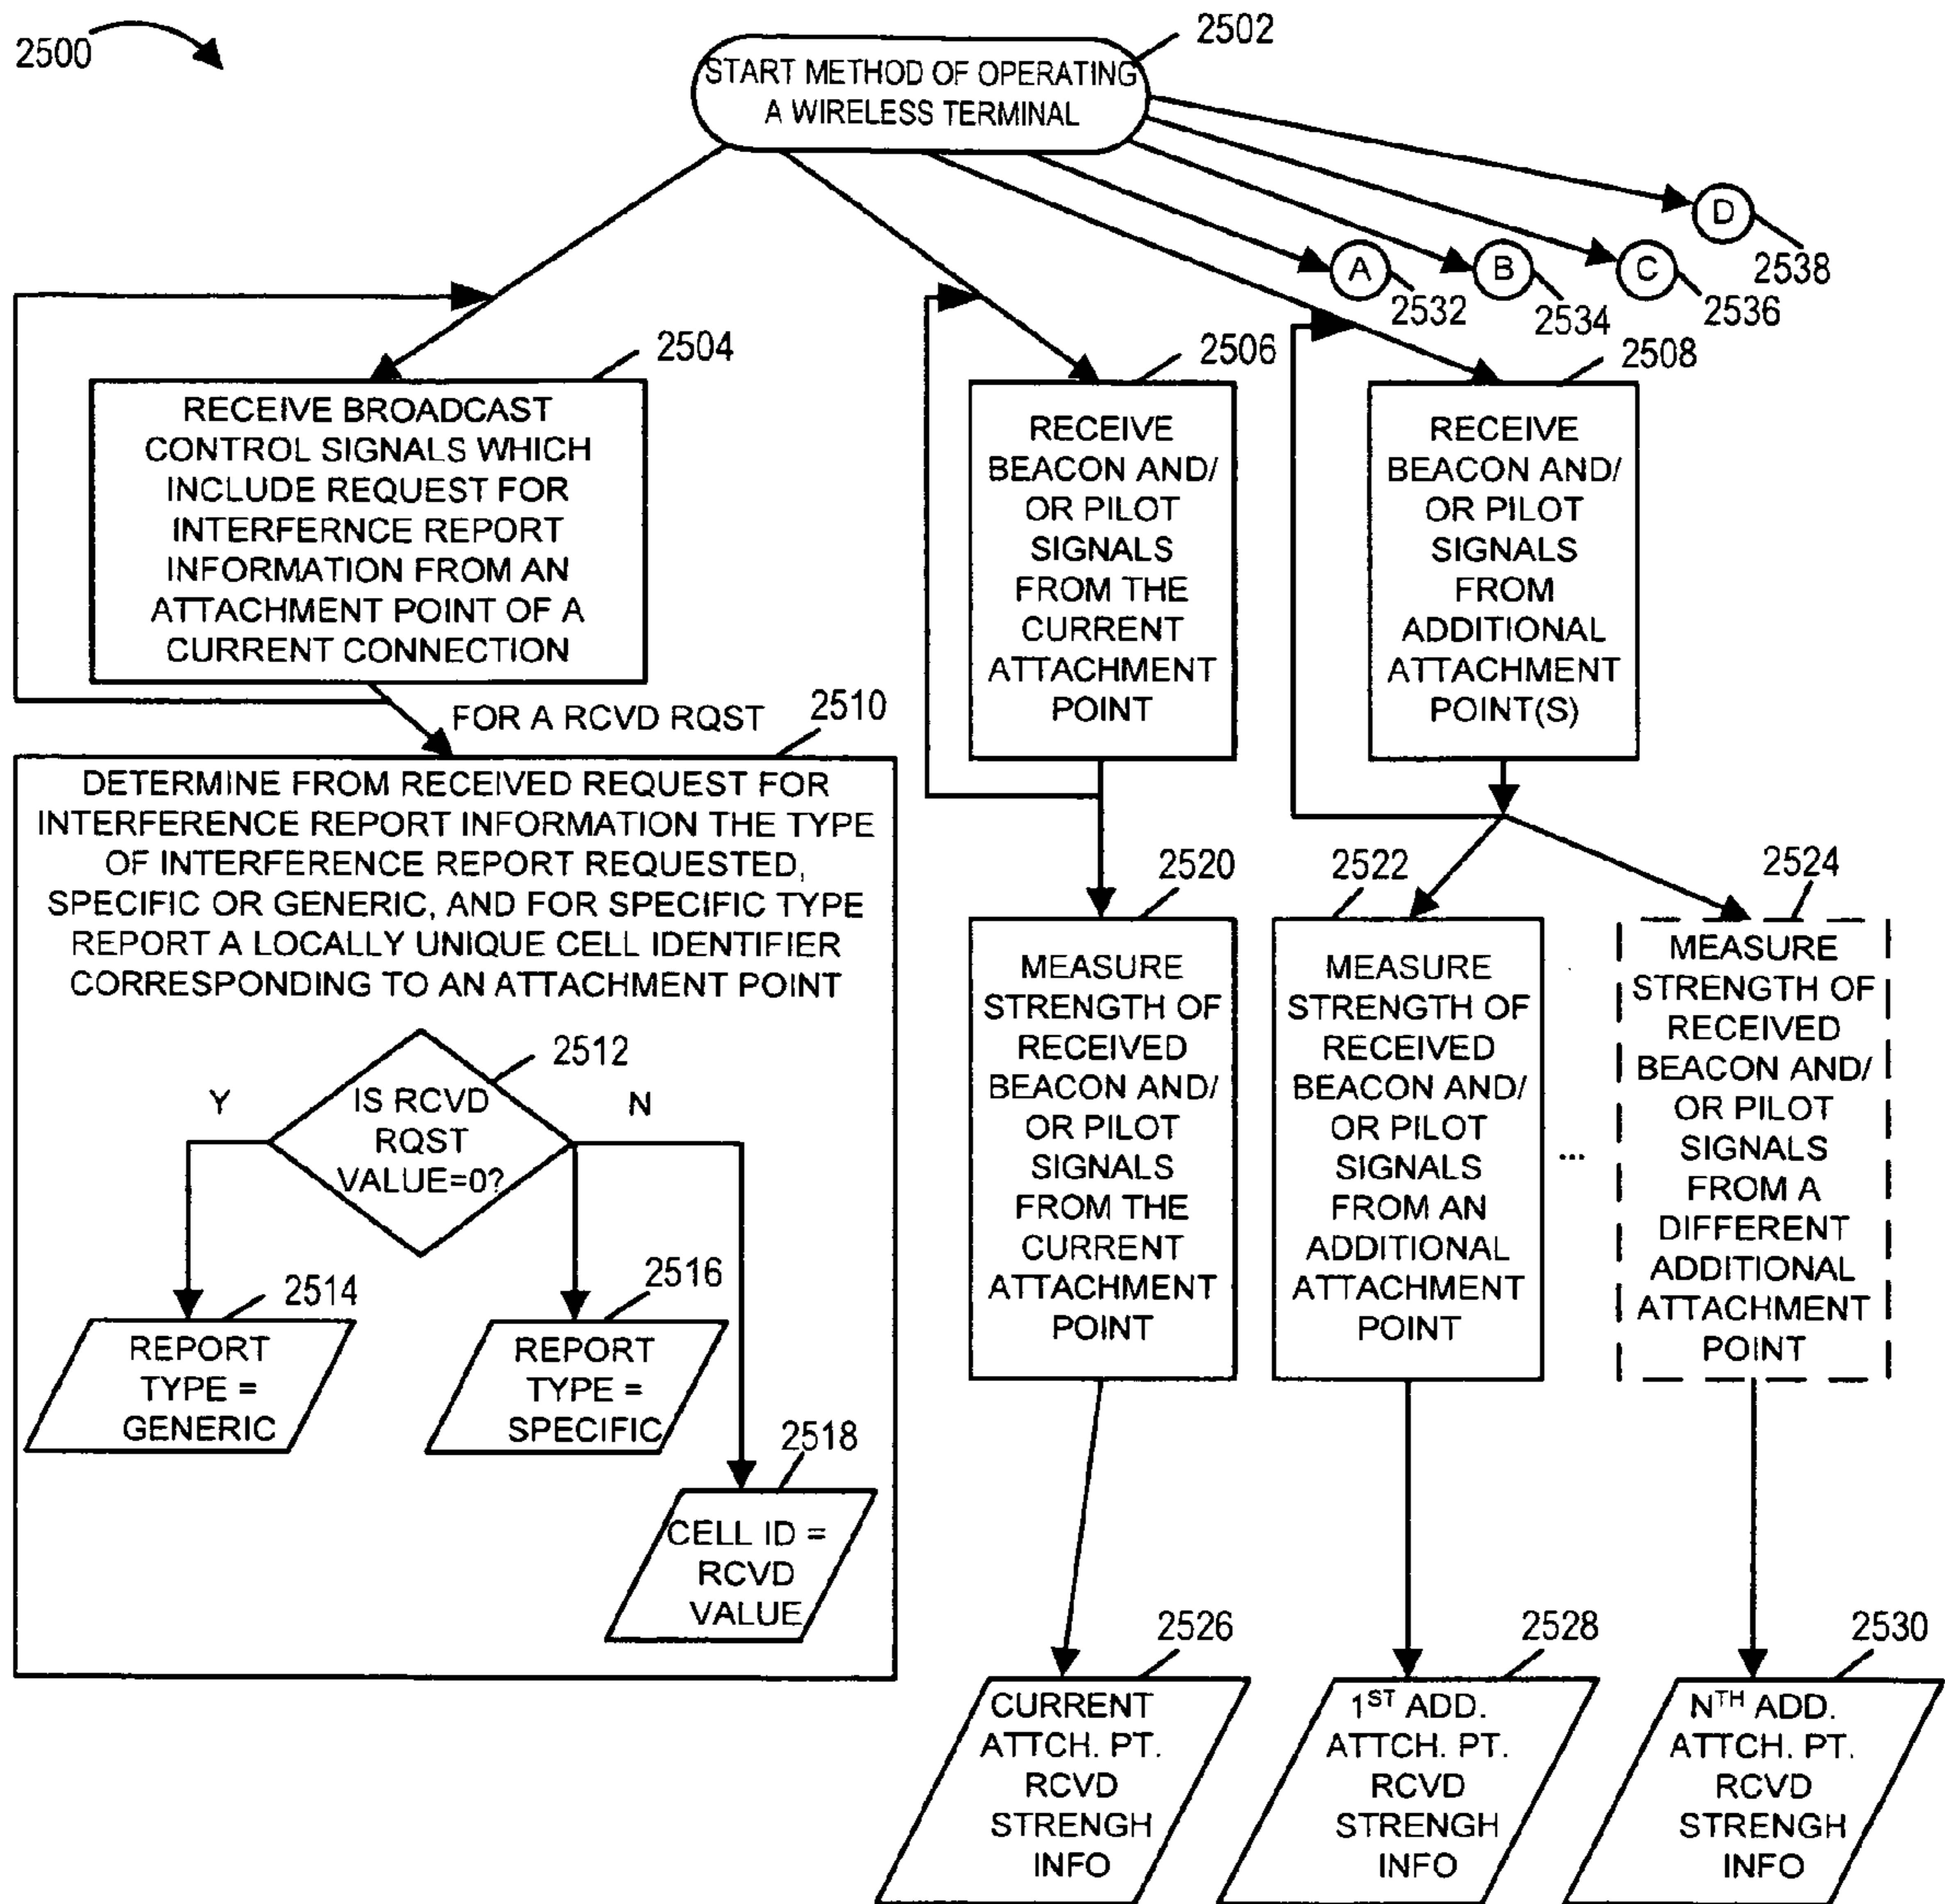 2500
2502
START METHOD OF OPERATING
A WIRELESS TERMINAL
D
2538
A
2532
B
2534
C
2536
2504
RECEIVE BROADCAST
CONTROL SIGNALS WHICH
INCLUDE REQUEST FOR
INTERFERNCE REPORT
INFORMATION FROM AN
ATTACHMENT POINT OF A
CURRENT CONNECTION
2506
RECEIVE
BEACON AND/
OR PILOT
SIGNALS
FROM THE
CURRENT
ATTACHMENT
POINT
2508
RECEIVE
BEACON AND/
OR PILOT
SIGNALS
FROM
ADDITIONAL
ATTACHMENT
POINT(S)
FOR A RCVD RQST
2510
DETERMINE FROM RECEIVED REQUEST FOR
INTERFERENCE REPORT INFORMATION THE TYPE
OF INTERFERENCE REPORT REQUESTED,
SPECIFIC OR GENERIC, AND FOR SPECIFIC TYPE
REPORT A LOCALLY UNIQUE CELL IDENTIFIER
CORRESPONDING TO AN ATTACHMENT POINT
2512
Y
IS RCVD
RQST
VALUE=0?
N
2514
REPORT
TYPE =
GENERIC
2516
REPORT
TYPE =
SPECIFIC
2518
CELL ID =
RCVD
VALUE
2520
MEASURE
STRENGTH OF
RECEIVED
BEACON AND/
OR PILOT
SIGNALS
FROM THE
CURRENT
ATTACHMENT
POINT
2522
MEASURE
STRENGTH OF
RECEIVED
BEACON AND/
OR PILOT
SIGNALS
FROM AN
ADDITIONAL
ATTACHMENT
POINT
...
2524
MEASURE
STRENGTH OF
RECEIVED
BEACON AND/
OR PILOT
SIGNALS
FROM A
DIFFERENT
ADDITIONAL
ATTACHMENT
POINT
2526
CURRENT
ATTCH. PT.
RCVD
STRENGH
INFO
2528
1ST ADD.
ATTCH. PT.
RCVD
STRENGH
INFO
2530
NTH ADD.
ATTCH. PT.
RCVD
STRENGH
INFO